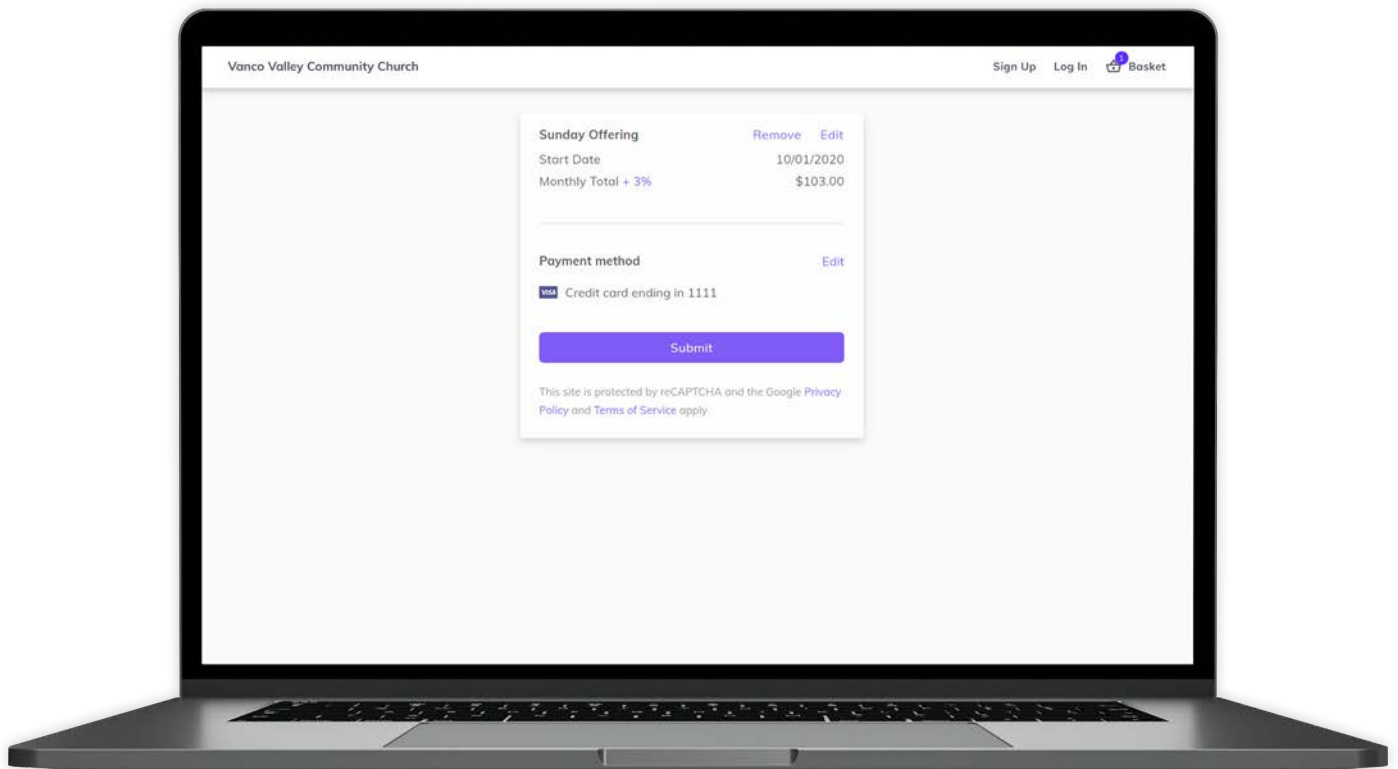 Vanco Valley Community Church
Sign Up Log In 1 Basket
Sunday Offering Remove Edit
Start Date 10/01/2020
Monthly Total + 3% $103.00
Payment method Edit
VISA Credit card ending in 1111
Submit
This site is protected by reCAPTCHA and the Google Privacy
Policy and Terms of Service apply